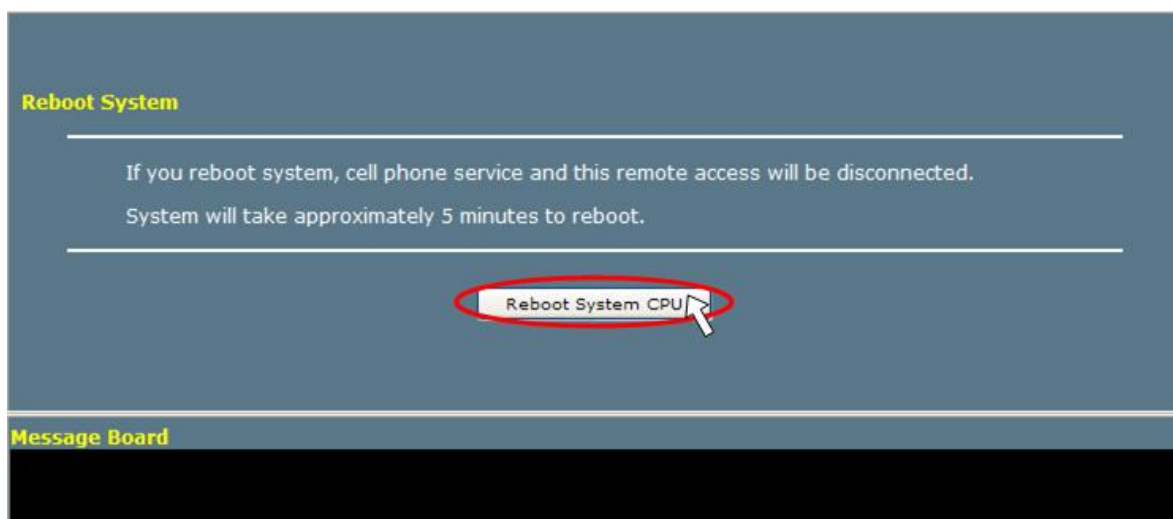 Reboot System
If you reboot system, cell phone service and this remote access will be disconnected.
System will take approximately 5 minutes to reboot.
Reboot System CPU
Message Board